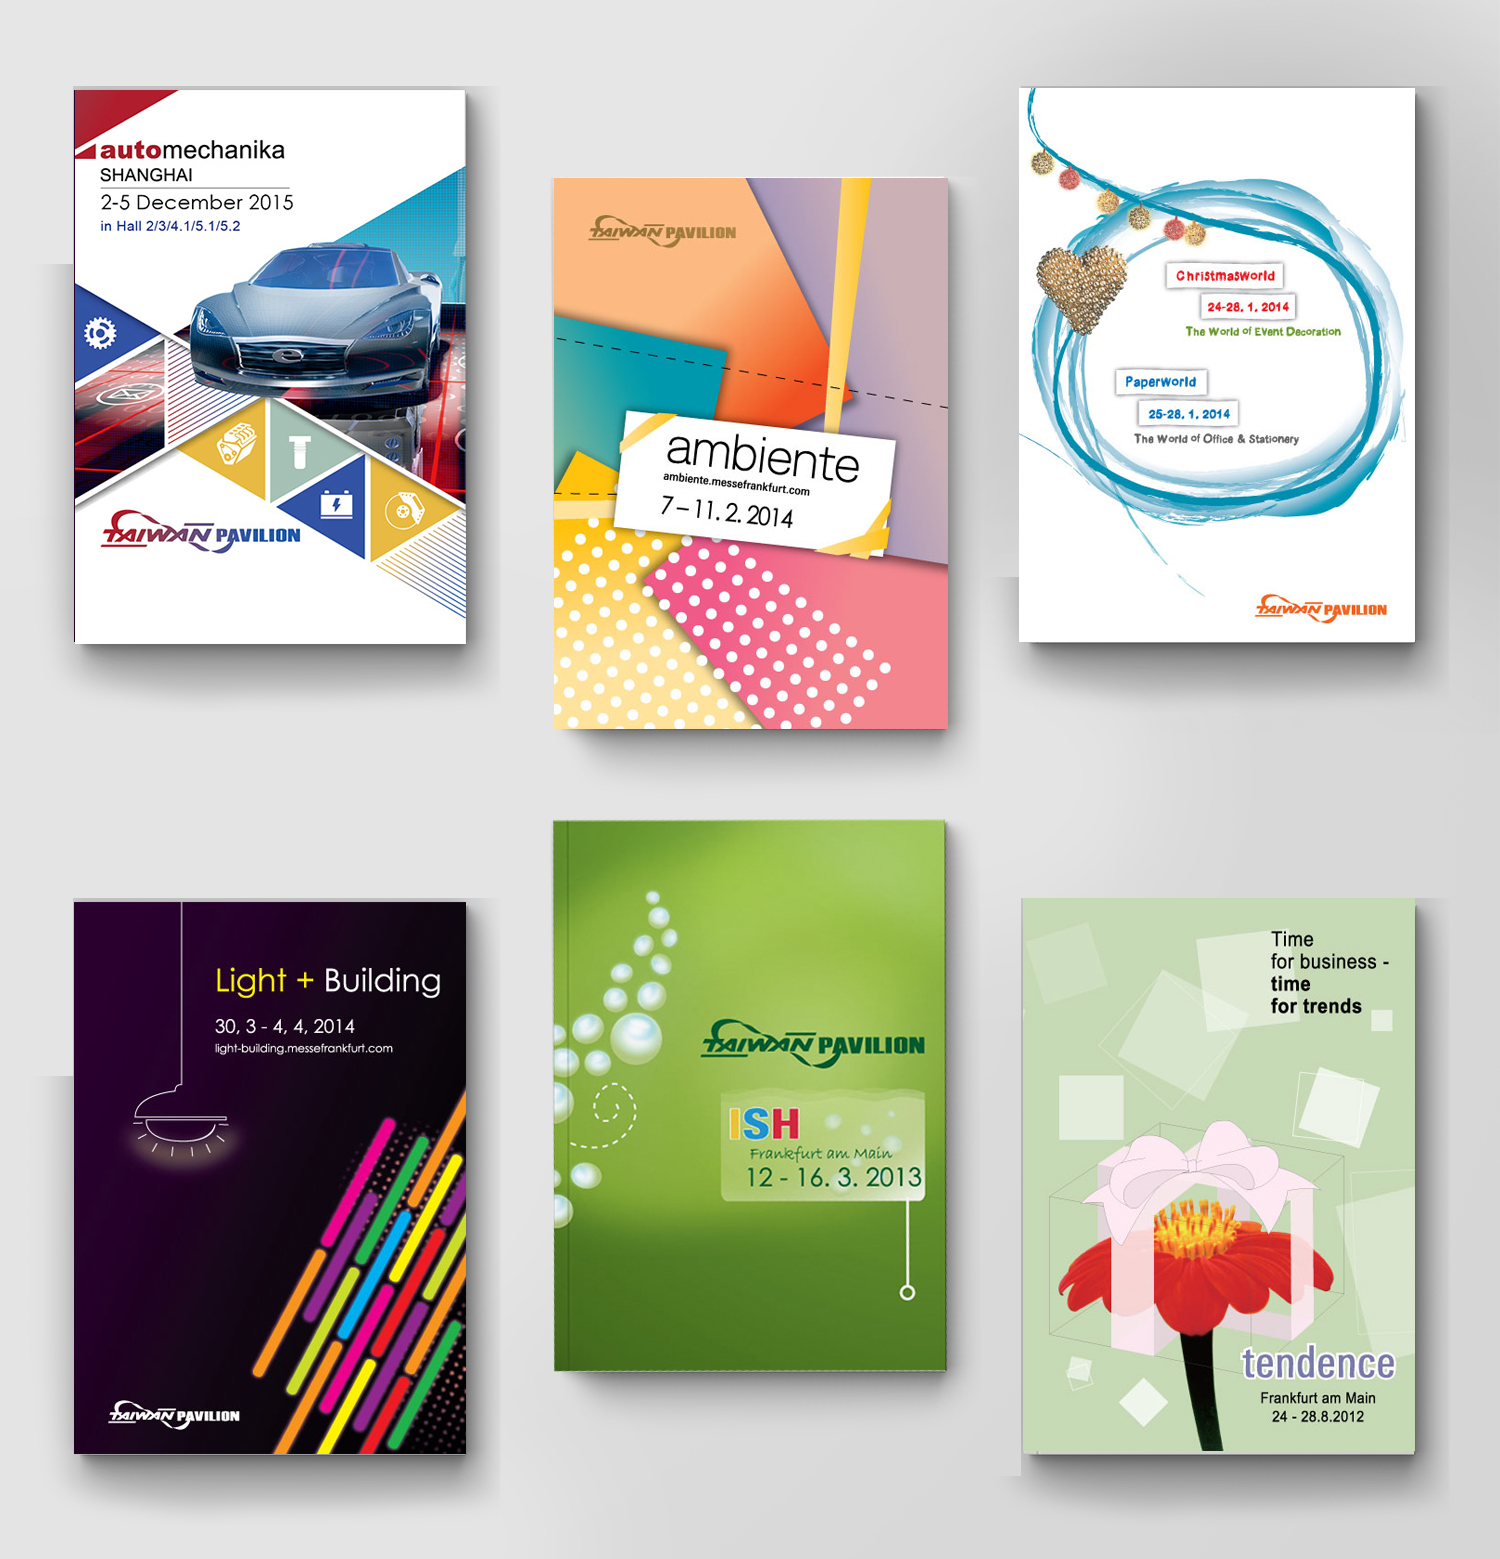 automechanika
SHANGHAI
2-5 December 2015
in Hall 2/3/4.1/5.1/5.2
TAIWAN PAVILION
TAIWAN PAVILION
ambiente
ambiente.messefrankfurt.com
7 – 11. 2. 2014
Christmasworld
24-28. 1. 2014
The World of Event Decoration
Paperworld
25-28. 1. 2014
The World of Office & Stationery
TAIWAN PAVILION
Light + Building
30, 3 - 4, 4, 2014
light-building.messefrankfurt.com
TAIWAN PAVILION
TAIWAN PAVILION
ISH
Frankfurt am Main
12 - 16. 3. 2013
Time
for business -
time
for trends
tendence
Frankfurt am Main
24 - 28.8.2012